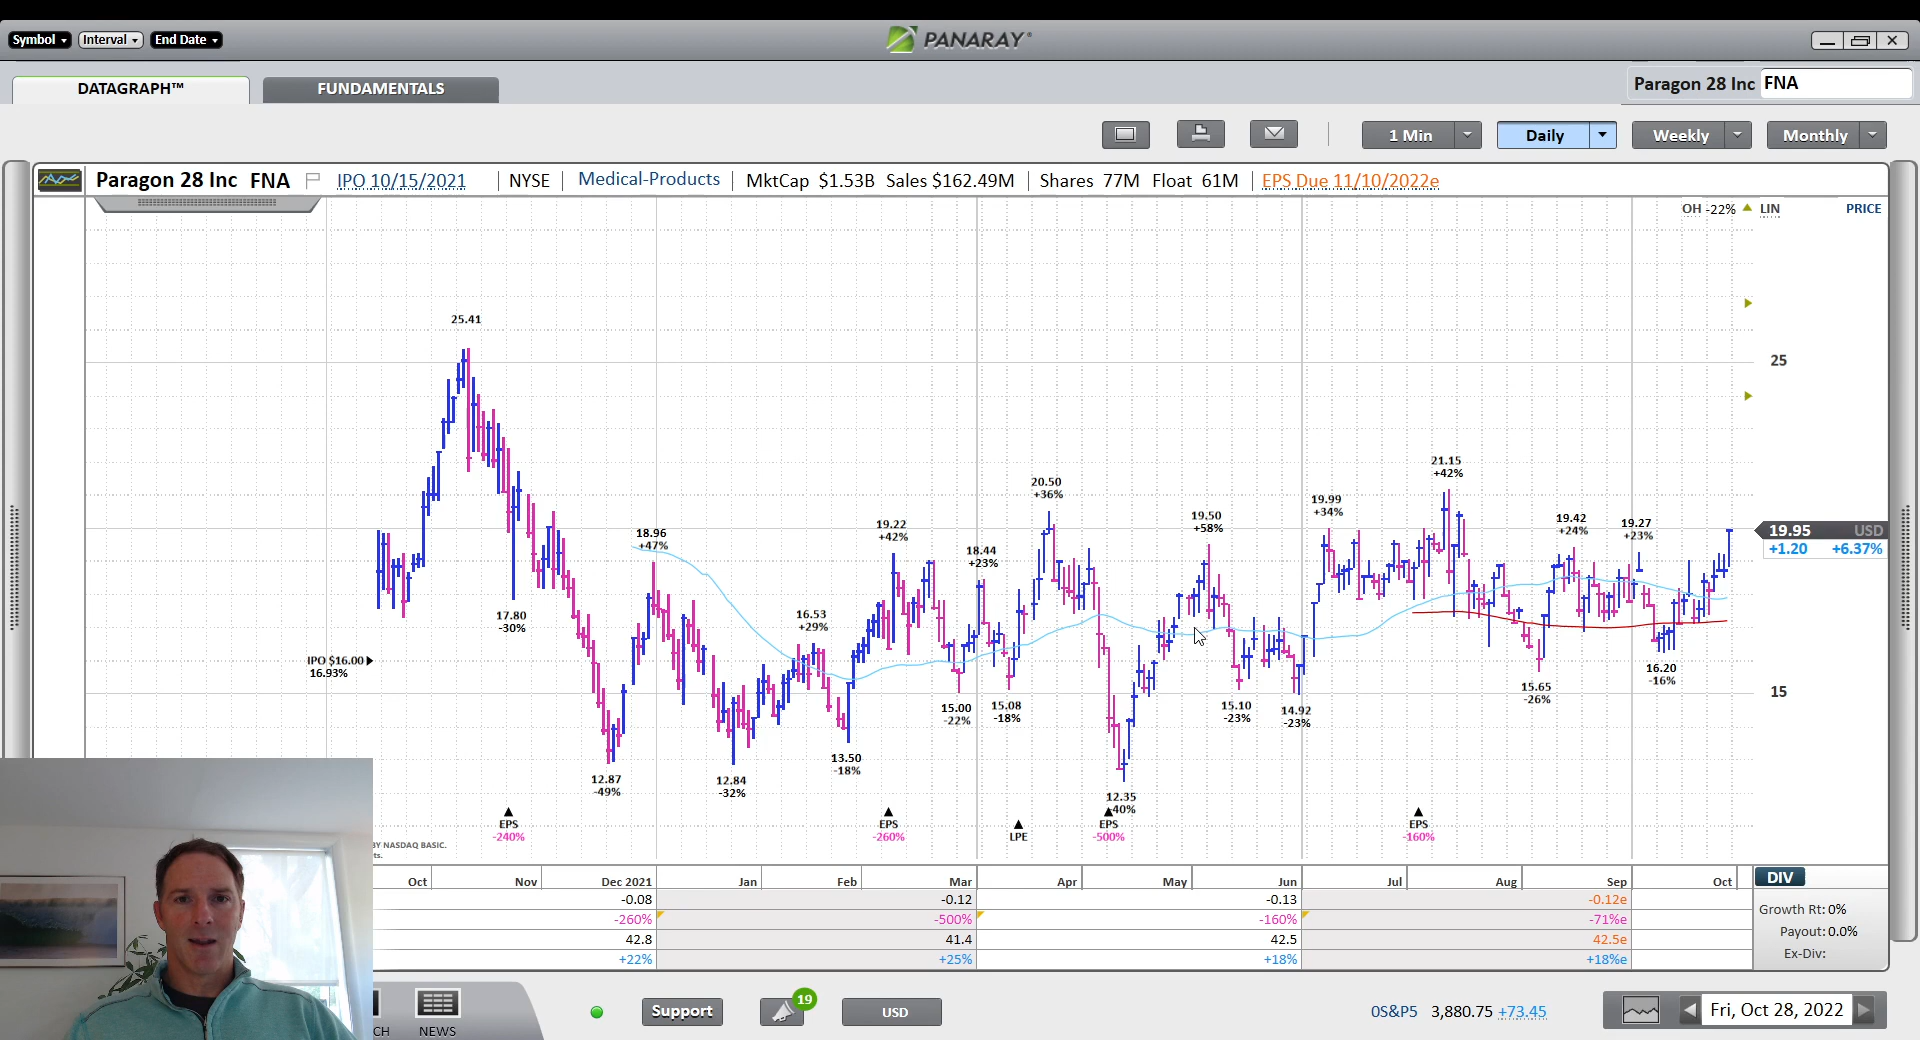 Symbol Interval End Date
PANARAY®
DATAGRAPH™ FUNDAMENTALS
Paragon 28 Inc FNA
1 Min Daily Weekly Monthly
Paragon 28 Inc FNA IPO 10/15/2021 NYSE Medical-Products MktCap $1.53B Sales $162.49M Shares 77M Float 61M EPS Due 11/10/2022e
OH -22% LIN PRICE
25.41
25
21.15
+42%
20.50
+36%
19.99
+34%
19.50
+58%
19.42
+24%
19.27
+23%
19.22
+42%
18.96
+47%
18.44
+23%
19.95 USD
+1.20 +6.37%
17.80
-30%
16.53
+29%
IPO $16.00
16.93%
16.20
-16%
15.65
-26%
15
15.00
-22%
15.08
-18%
15.10
-23%
14.92
-23%
13.50
-18%
12.87
-49%
12.84
-32%
12.35
-40%
EPS
-240%
EPS
-260%
LPE
EPS
-500%
EPS
-160%
BY NASDAQ BASIC.
ts.
Oct Nov Dec 2021 Jan Feb Mar Apr May Jun Jul Aug Sep Oct
-0.08 -0.12 -0.13 -0.12e
-260% -500% -160% -71%e
42.8 41.4 42.5 42.5e
+22% +25% +18% +18%e
DIV
Growth Rt: 0%
Payout: 0.0%
Ex-Div:
CH NEWS
Support 19 USD
0S&P5 3,880.75 +73.45
Fri, Oct 28, 2022